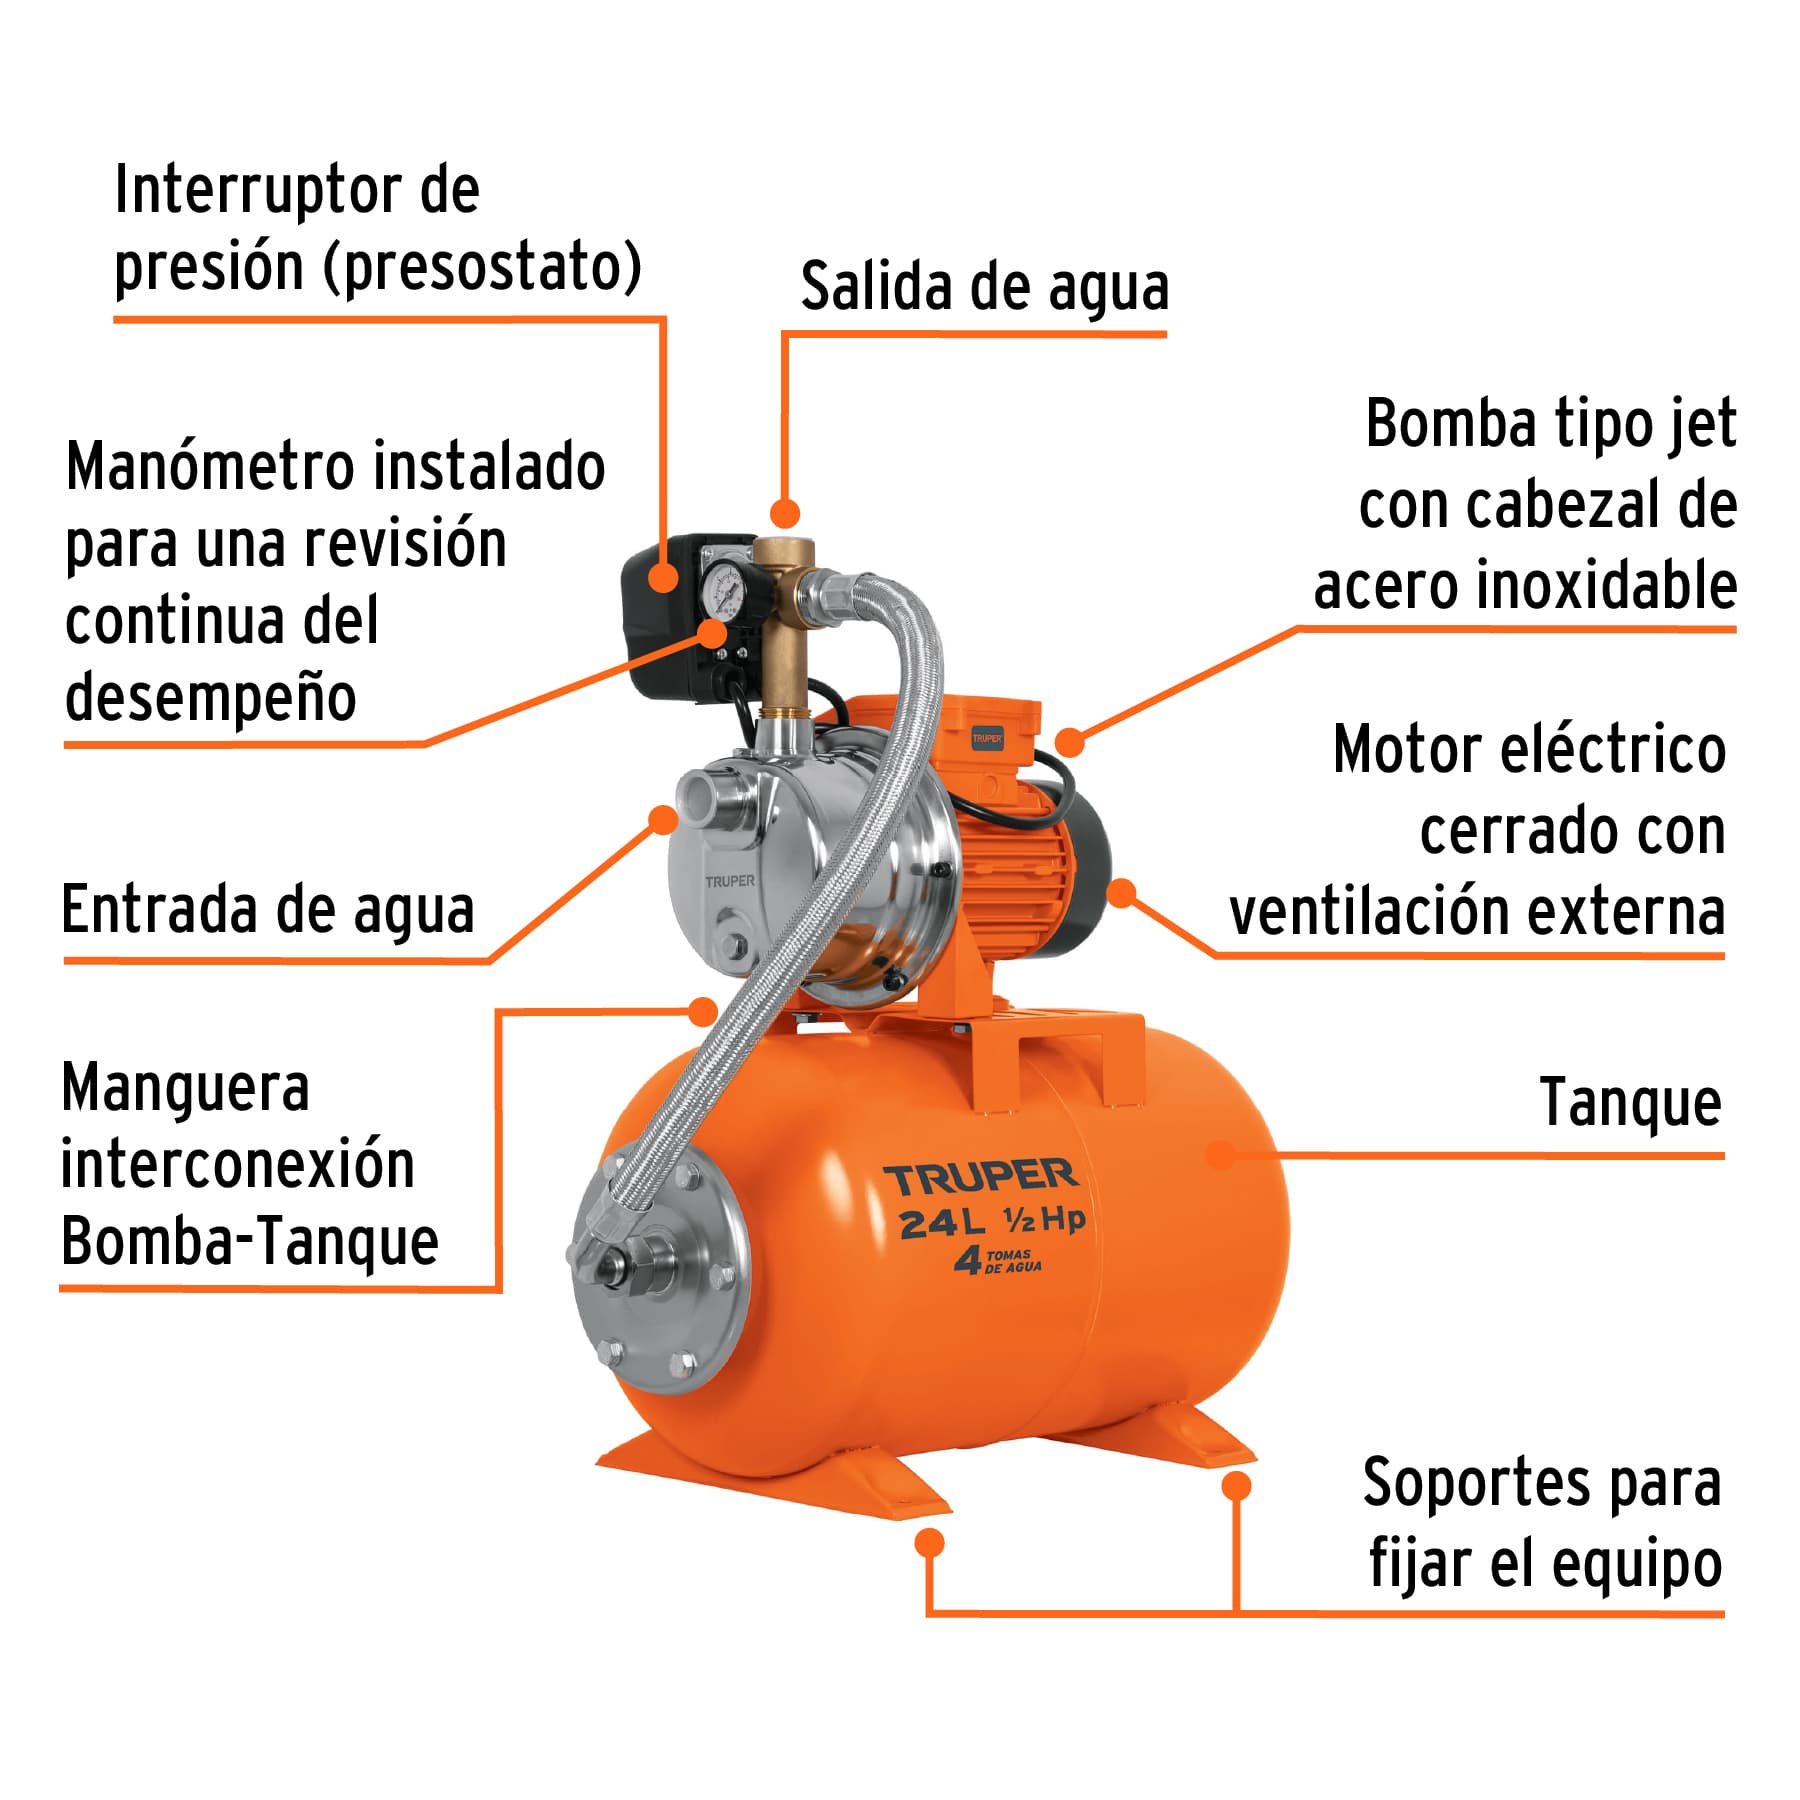 Interruptor de
presión (presostato)
Salida de agua
Manómetro instalado
para una revisión
continua del
desempeño
Bomba tipo jet
con cabezal de
acero inoxidable
Motor eléctrico
cerrado con
ventilación externa
Entrada de agua
Manguera
interconexión
Bomba-Tanque
Tanque
Soportes para
fijar el equipo
TRUPER
TRUPER
TRUPER
24L ½ Hp
4 TOMAS
DE AGUA